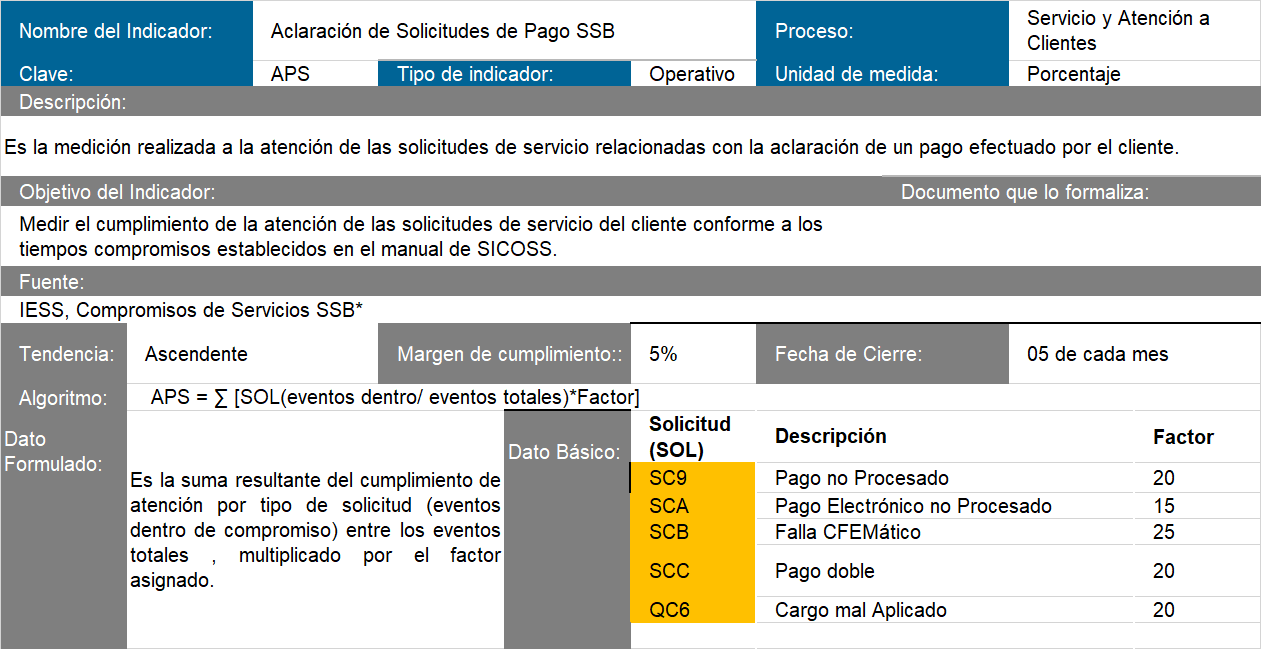 Nombre del Indicador: Aclaración de Solicitudes de Pago SSB Proceso: Servicio y Atención a
Clientes
Clave: APS Tipo de indicador: Operativo Unidad de medida: Porcentaje
Descripción:
Es la medición realizada a la atención de las solicitudes de servicio relacionadas con la aclaración de un pago efectuado por el cliente.
Objetivo del Indicador: Documento que lo formaliza:
Medir el cumplimiento de la atención de las solicitudes de servicio del cliente conforme a los
tiempos compromisos establecidos en el manual de SICOSS.
Fuente:
IESS, Compromisos de Servicios SSB*
Tendencia: Ascendente Margen de cumplimiento:: 5% Fecha de Cierre: 05 de cada mes
Algoritmo: APS = ∑ [SOL(eventos dentro/ eventos totales)*Factor]
Dato
Formulado:
Es la suma resultante del cumplimiento de
atención por tipo de solicitud (eventos
dentro de compromiso) entre los eventos
totales , multiplicado por el factor
asignado.
Dato Básico:
Solicitud
(SOL) Descripción Factor
SC9 Pago no Procesado 20
SCA Pago Electrónico no Procesado 15
SCB Falla CFEMático 25
SCC Pago doble 20
QC6 Cargo mal Aplicado 20